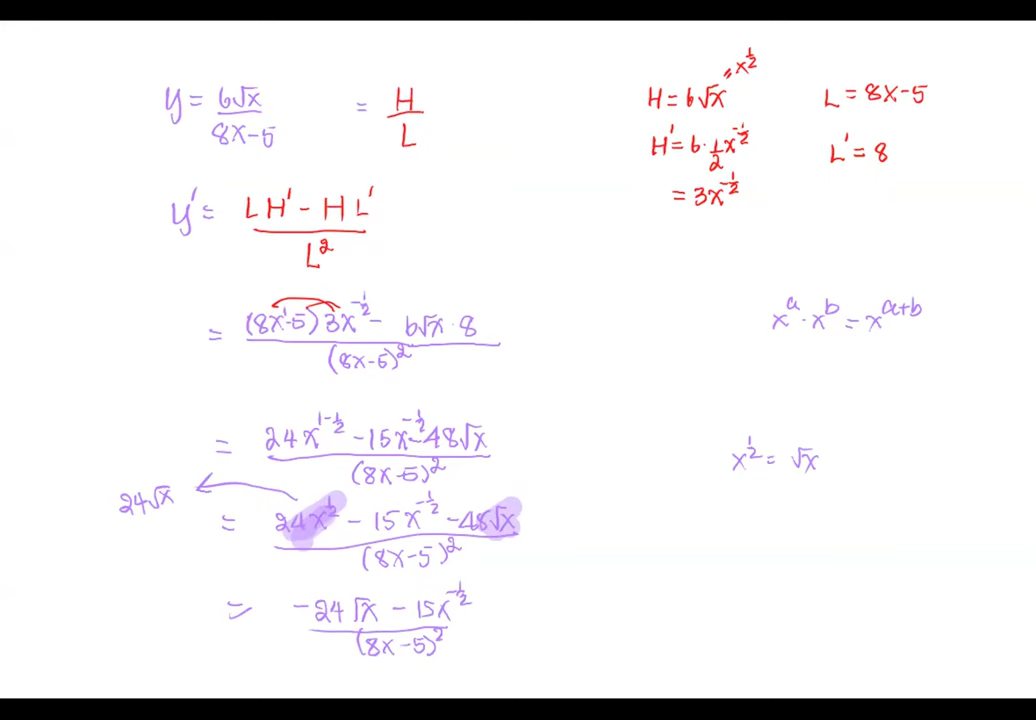 y = 6√x / (8x-5) = H / L
H = 6√x = x^(1/2)
L = 8x-5
H' = 6 · 1/2 x^(-1/2)
L' = 8
= 3x^(-1/2)
y' = (LH' - HL') / L^2
= ((8x^1-5) 3x^(-1/2) - 6√x · 8) / (8x-5)^2
x^a · x^b = x^(a+b)
= (24x^(1-1/2) - 15x^(-1/2) - 48√x) / (8x-5)^2
x^(1/2) = √x
24√x
= (24x^(1/2) - 15x^(-1/2) - 48√x) / (8x-5)^2
= (-24√x - 15x^(-1/2)) / (8x-5)^2